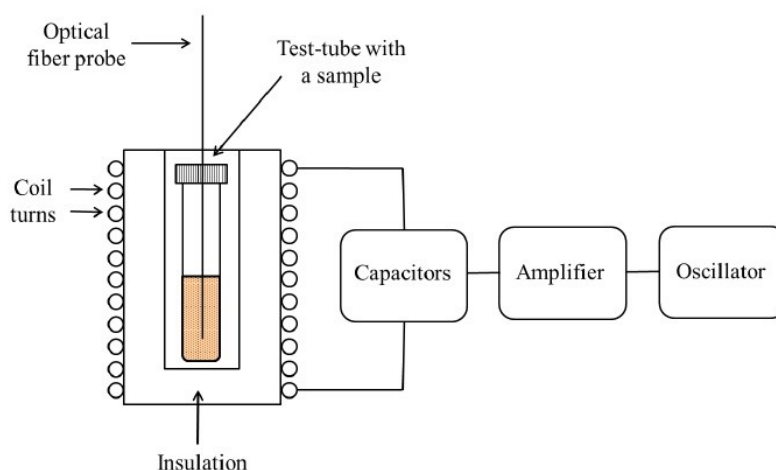 Optical
fiber probe
Test-tube with
a sample
Coil
turns
Capacitors
Amplifier
Oscillator
Insulation